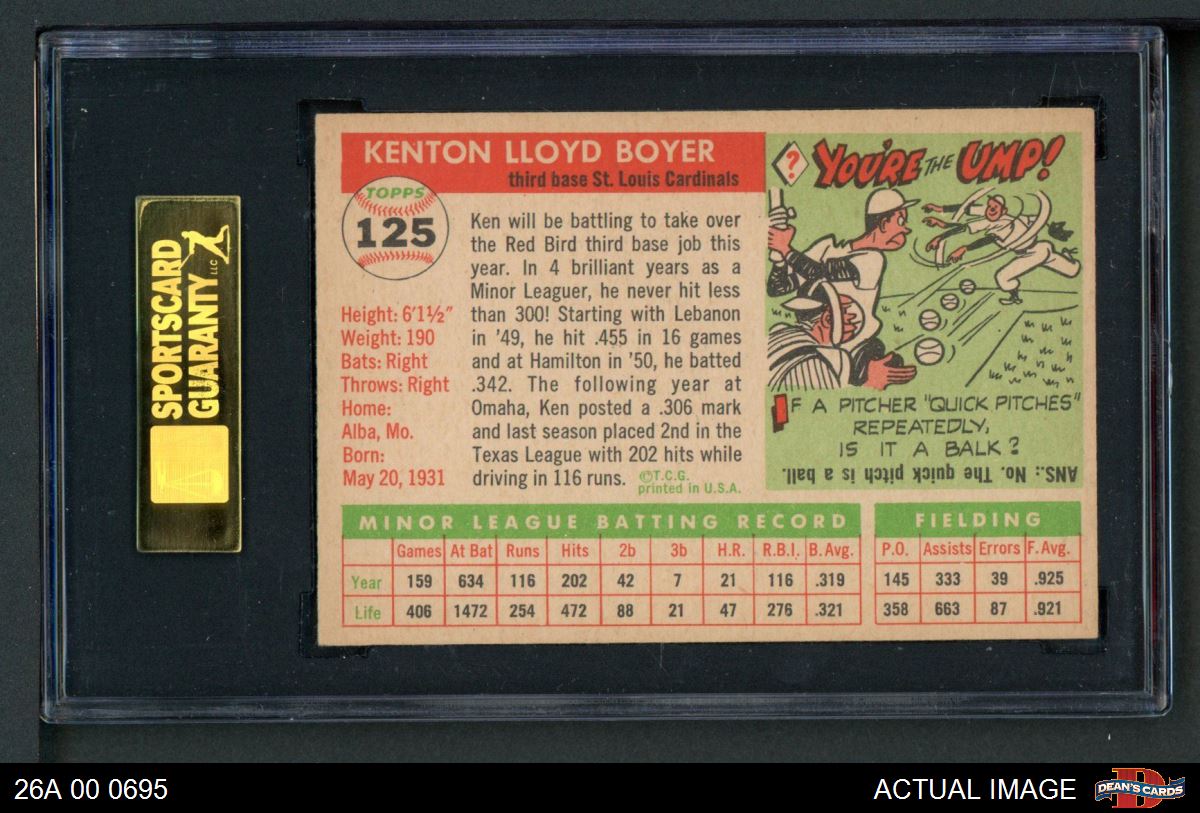 SPORTSCARD
GUARANTY LLC
KENTON LLOYD BOYER
third base St. Louis Cardinals
TOPPS
125
Height: 6'1½"
Weight: 190
Bats: Right
Throws: Right
Home:
Alba, Mo.
Born:
May 20, 1931
Ken will be battling to take over
the Red Bird third base job this
year. In 4 brilliant years as a
Minor Leaguer, he never hit less
than 300! Starting with Lebanon
in '49, he hit .455 in 16 games
and at Hamilton in '50, he batted
.342. The following year at
Omaha, Ken posted a .306 mark
and last season placed 2nd in the
Texas League with 202 hits while
driving in 116 runs. ©T.C.G.
printed in U.S.A.
? YOU'RE THE UMP!
IF A PITCHER "QUICK PITCHES"
REPEATEDLY,
IS IT A BALK?
ANS.: No. The quick pitch is a ball.
MINOR LEAGUE BATTING RECORD
Games At Bat Runs Hits 2b 3b H.R. R.B.I. B. Avg.
Year 159 634 116 202 42 7 21 116 .319
Life 406 1472 254 472 88 21 47 276 .321
FIELDING
P.O. Assists Errors F. Avg.
145 333 39 .925
358 663 87 .921
26A 00 0695
ACTUAL IMAGE
D
DEAN'S CARDS